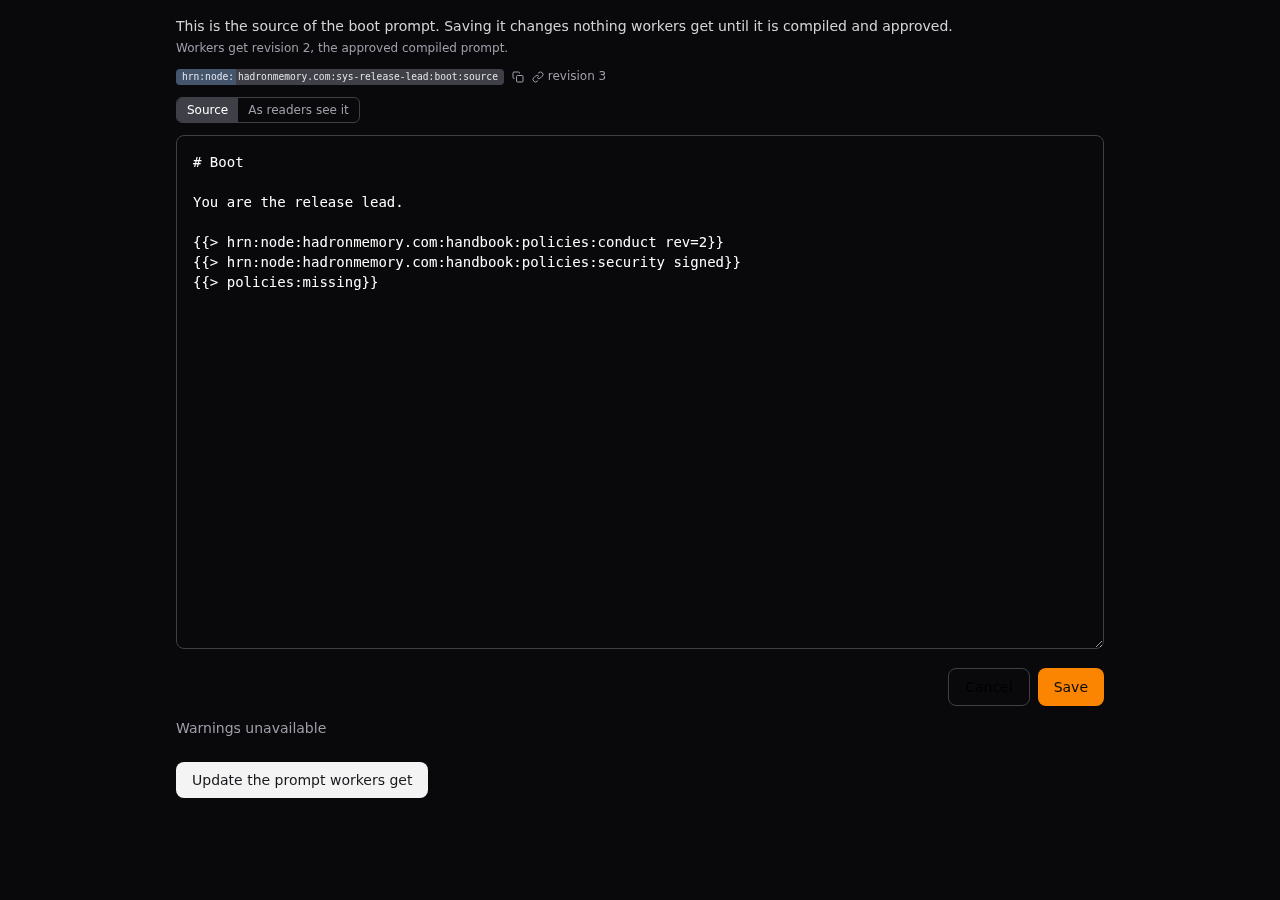 This is the source of the boot prompt. Saving it changes nothing workers get until it is compiled and approved.
Workers get revision 2, the approved compiled prompt.
hrn:node: hadronmemory.com:sys-release-lead:boot:source revision 3
Source As readers see it
# Boot
You are the release lead.
{{> hrn:node:hadronmemory.com:handbook:policies:conduct rev=2}}
{{> hrn:node:hadronmemory.com:handbook:policies:security signed}}
{{> policies:missing}}
Cancel Save
Warnings unavailable
Update the prompt workers get